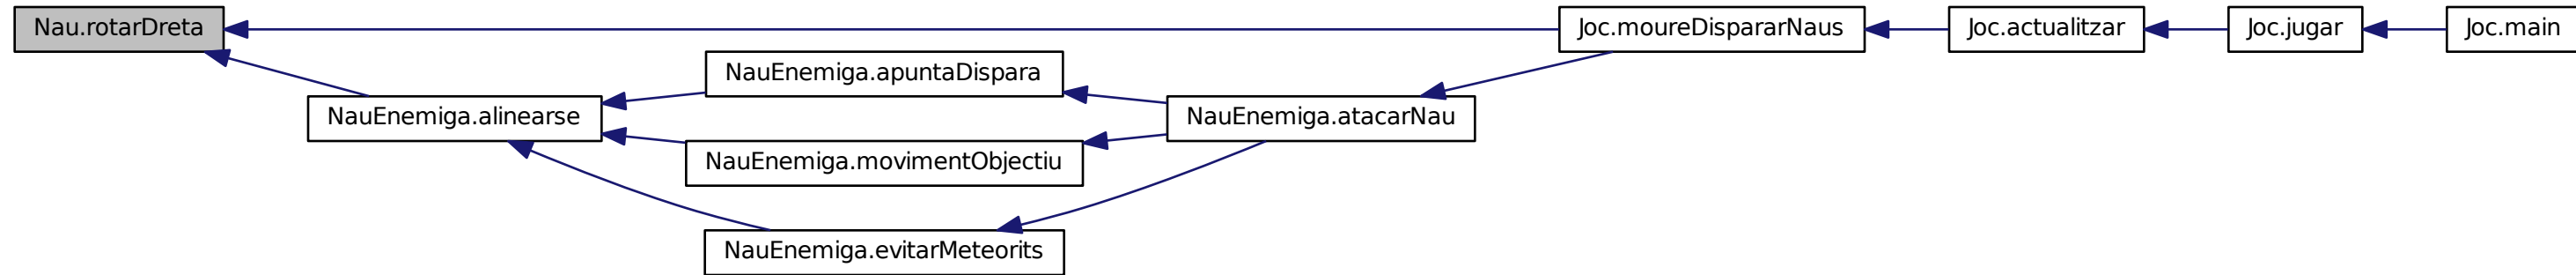 Nau.rotarDreta
Joc.moureDispararNaus
Joc.actualitzar
Joc.jugar
Joc.main
NauEnemiga.apuntaDispara
NauEnemiga.alinearse
NauEnemiga.atacarNau
NauEnemiga.movimentObjectiu
NauEnemiga.evitarMeteorits